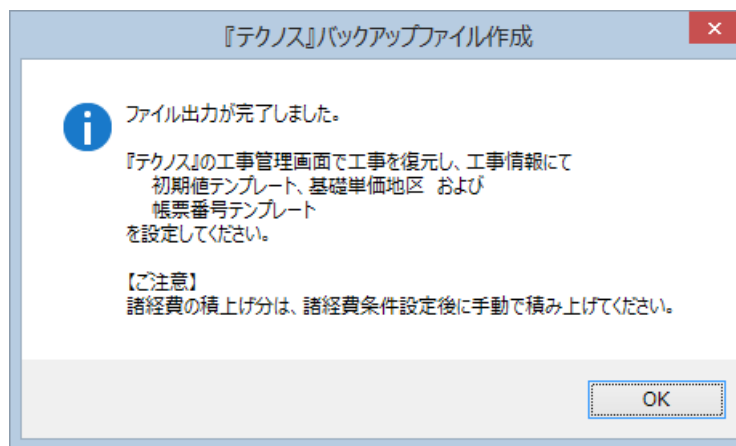 『テクノス』バックアップファイル作成
ファイル出力が完了しました。
『テクノス』の工事管理画面で工事を復元し、工事情報にて
初期値テンプレート、基礎単価地区 および
帳票番号テンプレート
を設定してください。
【ご注意】
諸経費の積上げ分は、諸経費条件設定後に手動で積み上げてください。
OK